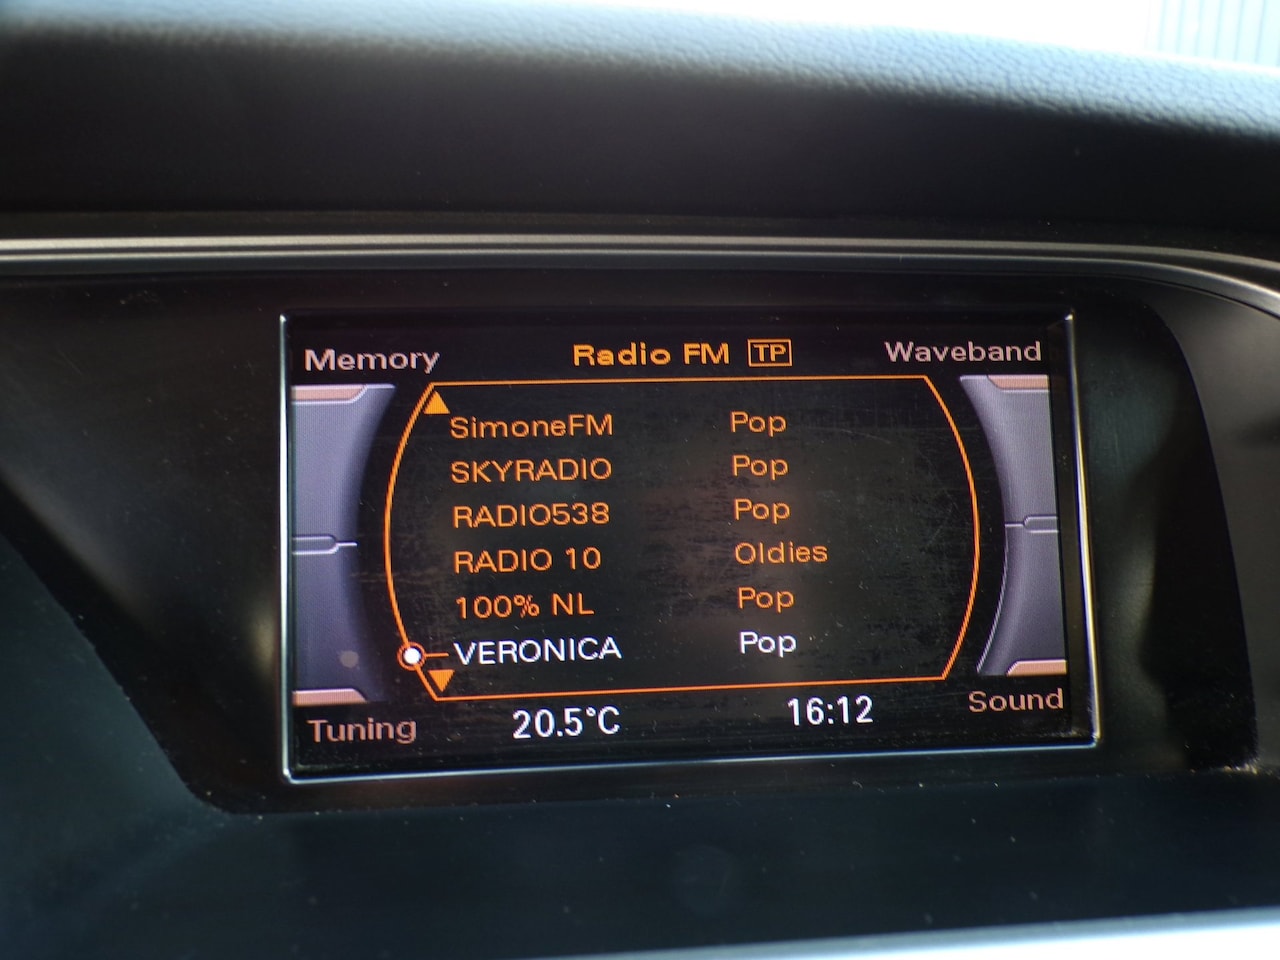 Memory Radio FM TP Waveband
SimoneFM Pop
SKYRADIO Pop
RADIO538 Pop
RADIO 10 Oldies
100% NL Pop
VERONICA Pop
Tuning 20.5°C 16:12 Sound